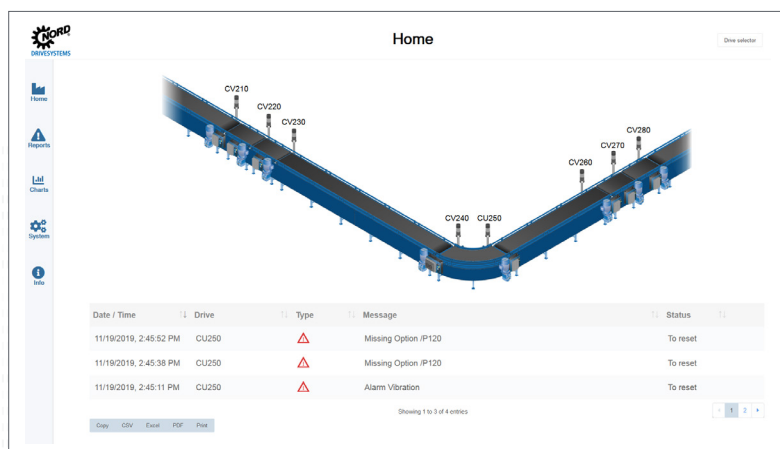 NORD
DRIVESYSTEMS
Home
Drive selector
Home
Reports
Charts
System
Info
CV210
CV220
CV230
CV240
CU250
CV260
CV270
CV280
Date / Time Drive Type Message Status
11/19/2019, 2:45:52 PM CU250 Missing Option /P120 To reset
11/19/2019, 2:45:38 PM CU250 Missing Option /P120 To reset
11/19/2019, 2:45:11 PM CU250 Alarm Vibration To reset
Showing 1 to 3 of 4 entries
1 2
Copy CSV Excel PDF Print